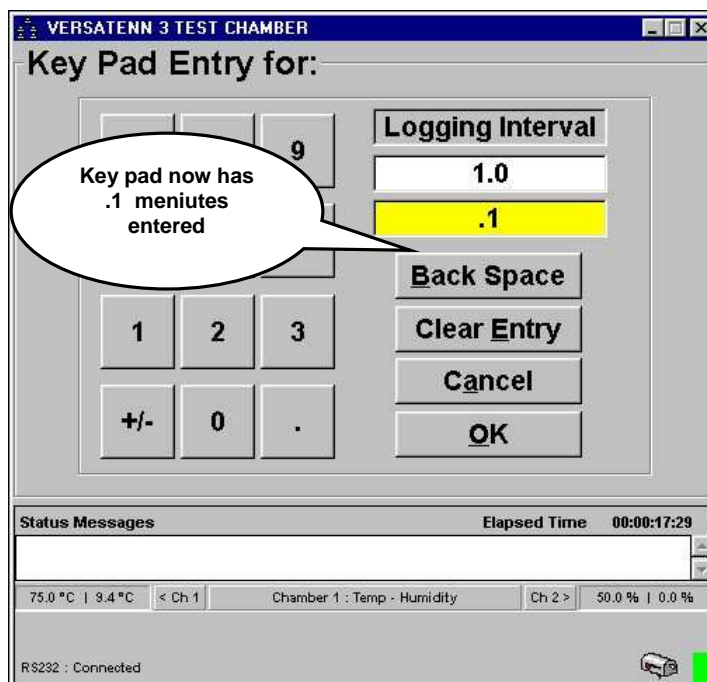 VERSATENN 3 TEST CHAMBER
Key Pad Entry for:
9
Logging Interval
1.0
.1
Key pad now has
.1 meniutes
entered
Back Space
1 2 3
Clear Entry
Cancel
+/- 0 .
OK
Status Messages Elapsed Time 00:00:17:29
75.0 °C | 9.4 °C < Ch 1 Chamber 1 : Temp - Humidity Ch 2 > 50.0 % | 0.0 %
RS232 : Connected